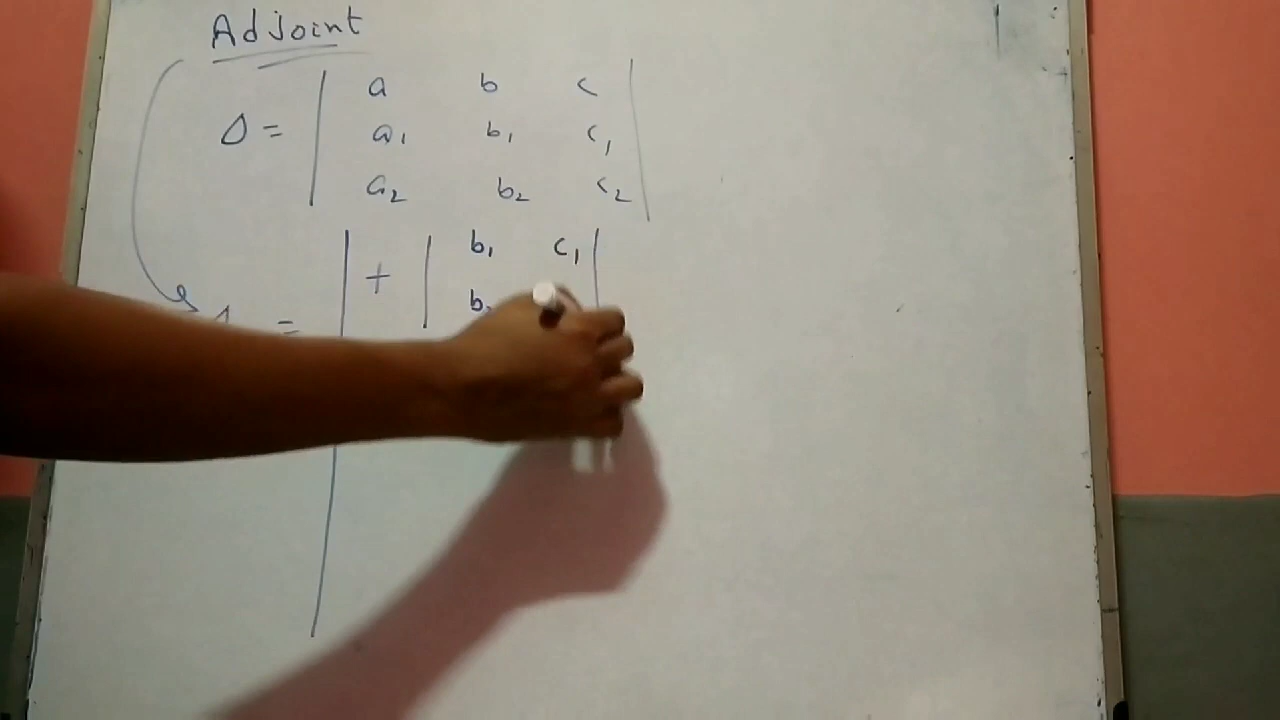 Adjoint
Δ = | a b c |
| a₁ b₁ c₁ |
| a₂ b₂ c₂ |
| + | b₁ c₁ |
= | b